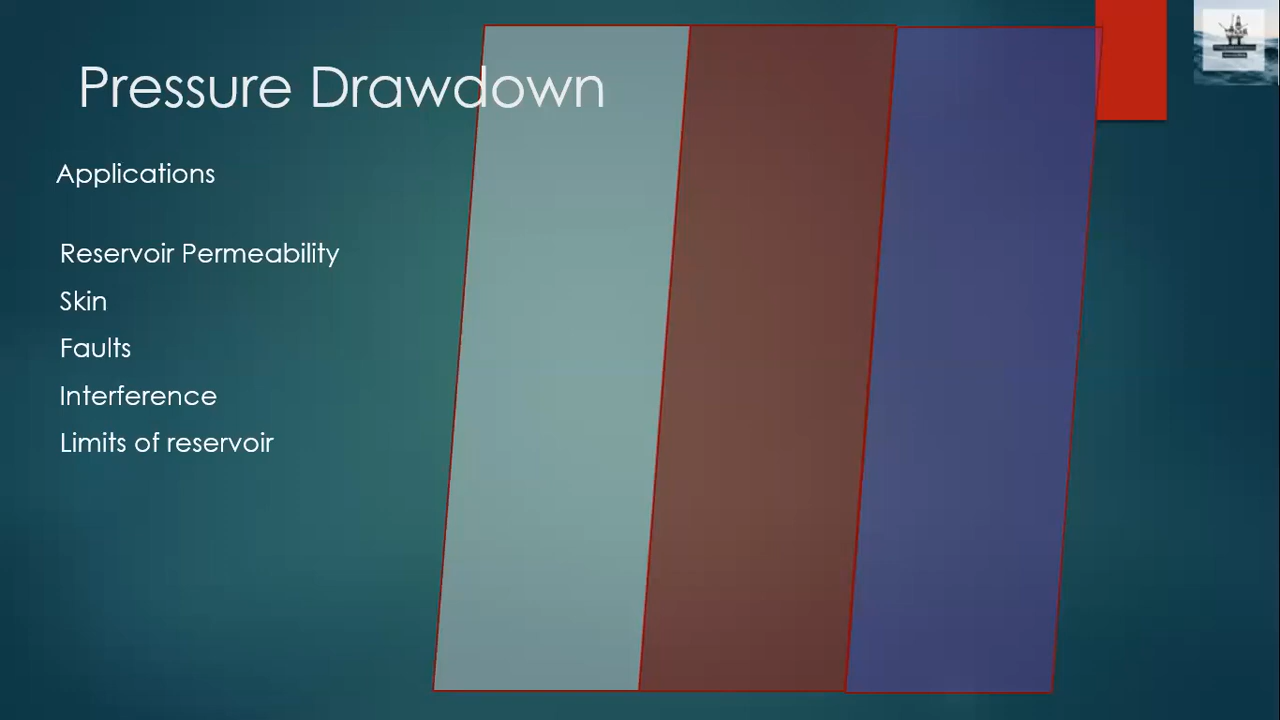 Pressure Drawdown
Applications
Reservoir Permeability
Skin
Faults
Interference
Limits of reservoir